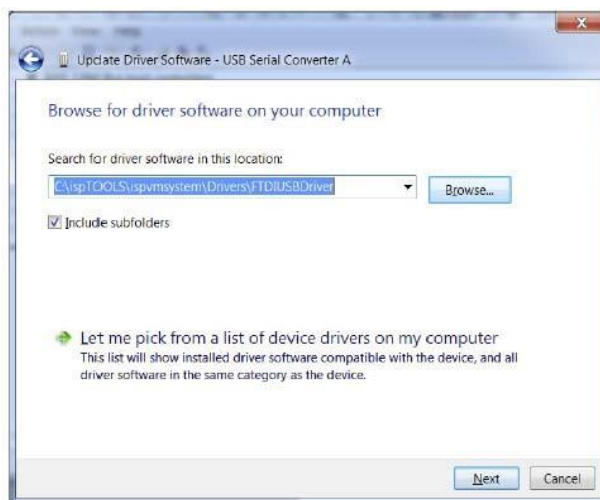 Update Driver Software - USB Serial Converter A
Browse for driver software on your computer
Search for driver software in this location:
C:\ispTOOLS\ispvmsystem\Drivers\FTDIUSBDriver
Browse...
Include subfolders
Let me pick from a list of device drivers on my computer
This list will show installed driver software compatible with the device, and all
driver software in the same category as the device.
Next
Cancel